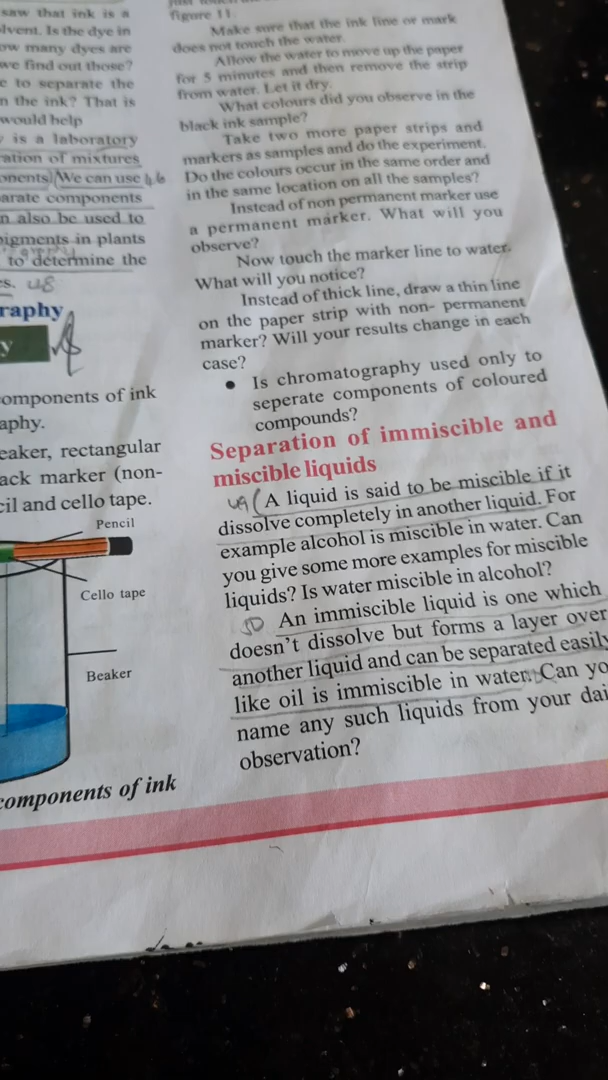 saw that ink is a
lvent. Is the dye in
ow many dyes are
we find out those?
e to separate the
n the ink? That is
would help
is a laboratory
ation of mixtures
onents. We can use
arate components
n also be used to
pigments in plants
to determine the
es. 48
raphy
y
omponents of ink
aphy.
eaker, rectangular
ack marker (non-
cil and cello tape.
Pencil
Cello tape
Beaker
components of ink
figure 11.
Make sure that the ink line or mark
does not touch the water.
Allow the water to move up the paper
for 5 minutes and then remove the strip
from water. Let it dry.
What colours did you observe in the
black ink sample?
Take two more paper strips and
markers as samples and do the experiment.
Do the colours occur in the same order and
in the same location on all the samples?
Instead of non permanent marker use
a permanent marker. What will you
observe?
Now touch the marker line to water.
What will you notice?
Instead of thick line, draw a thin line
on the paper strip with non- permanent
marker? Will your results change in each
case?
• Is chromatography used only to
seperate components of coloured
compounds?
Separation of immiscible and
miscible liquids
49 ( A liquid is said to be miscible if it
dissolve completely in another liquid. For
example alcohol is miscible in water. Can
you give some more examples for miscible
liquids? Is water miscible in alcohol?
50 An immiscible liquid is one which
doesn't dissolve but forms a layer over
another liquid and can be separated easily
like oil is immiscible in water. Can yo
name any such liquids from your dai
observation?